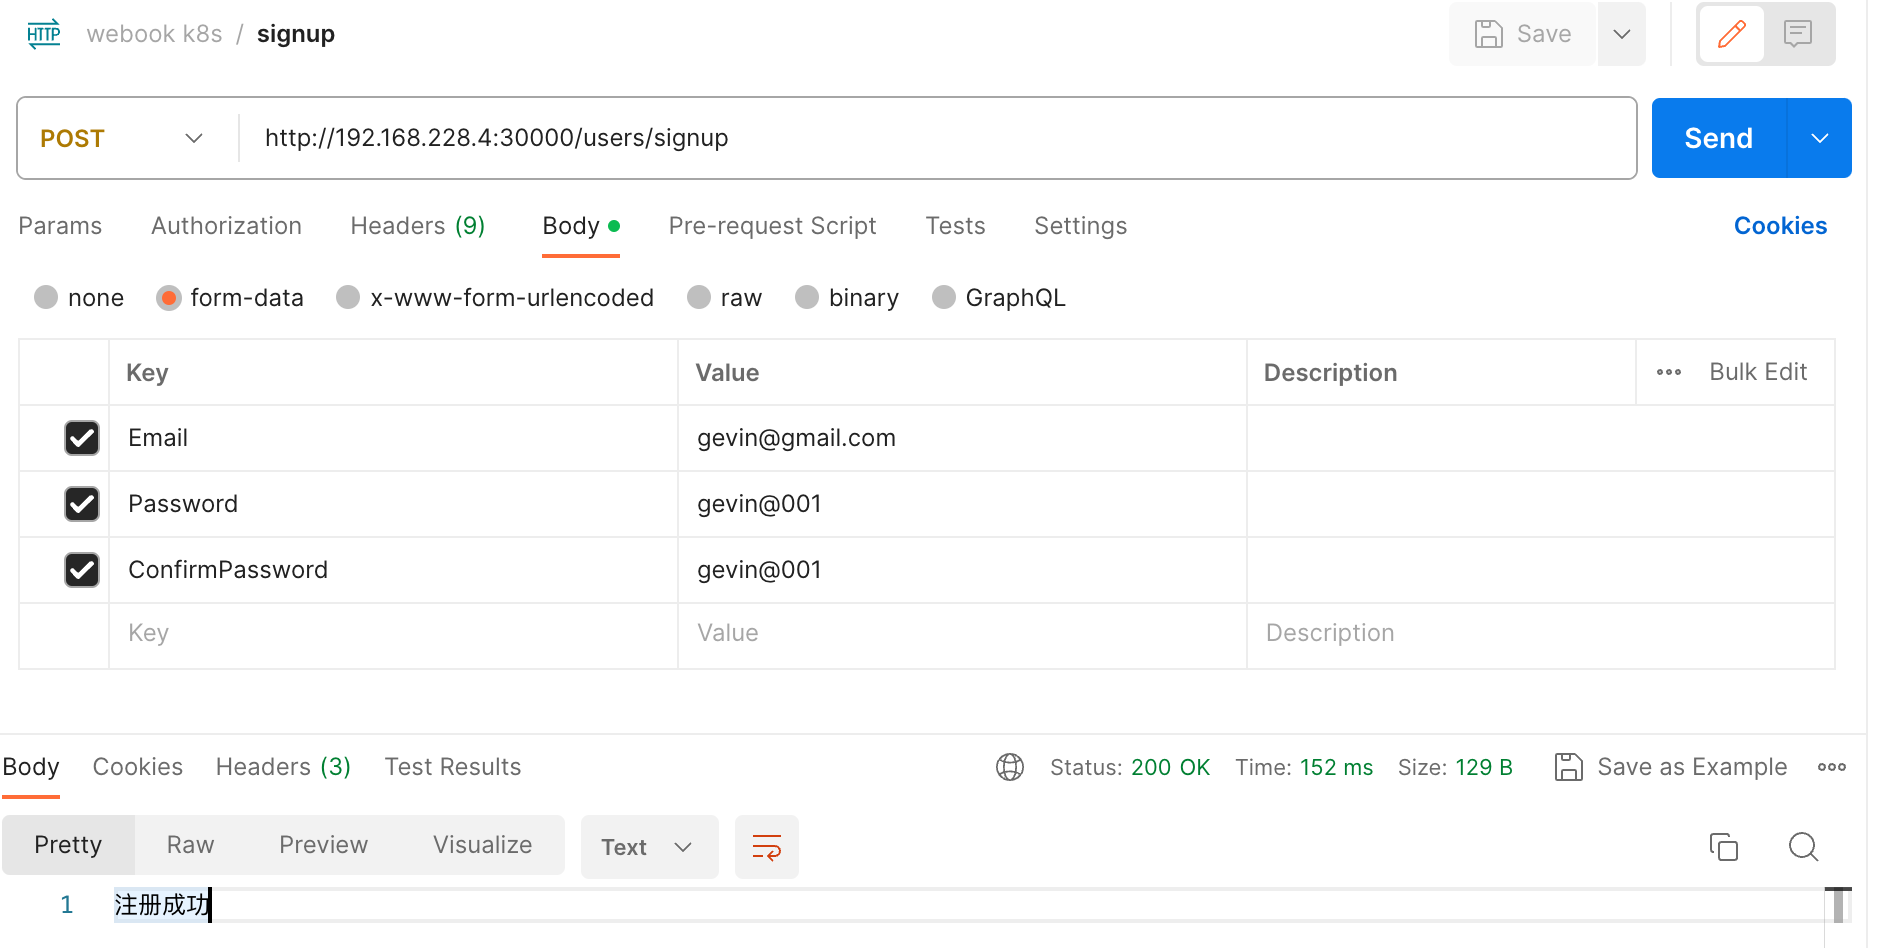 HTTP webook k8s / signup Save
POST http://192.168.228.4:30000/users/signup Send
Params Authorization Headers (9) Body Pre-request Script Tests Settings Cookies
none form-data x-www-form-urlencoded raw binary GraphQL
Key Value Description Bulk Edit
Email gevin@gmail.com
Password gevin@001
ConfirmPassword gevin@001
Key Value Description
Body Cookies Headers (3) Test Results Status: 200 OK Time: 152 ms Size: 129 B Save as Example
Pretty Raw Preview Visualize Text
1 注册成功